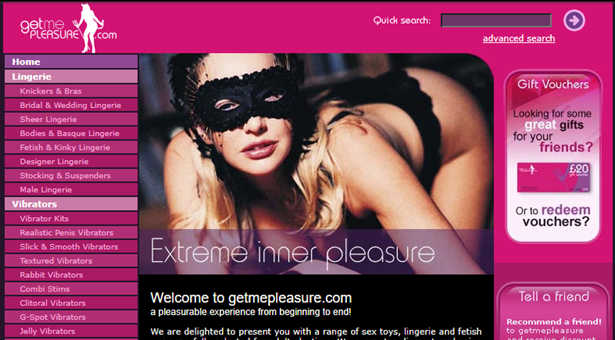 getme
PLEASURE.com
Quick search:
advanced search
Home
Lingerie
Knickers & Bras
Bridal & Wedding Lingerie
Sheer Lingerie
Bodies & Basque Lingerie
Fetish & Kinky Lingerie
Designer Lingerie
Stocking & Suspenders
Male Lingerie
Vibrators
Vibrator Kits
Realistic Penis Vibrators
Slick & Smooth Vibrators
Textured Vibrators
Rabbit Vibrators
Combi Stims
Clitoral Vibrators
G-Spot Vibrators
Jelly Vibrators
Extreme inner pleasure
Welcome to getmepleasure.com
a pleasurable experience from beginning to end!
We are delighted to present you with a range of sex toys, lingerie and fetish
Gift Vouchers
Looking for some
great gifts
for your
friends?
£20
Or to redeem
vouchers?
Tell a friend
Recommend a friend!
to getmepleasure
and receive discount